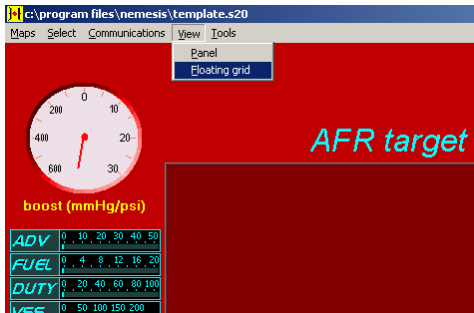 c:\program files\nemesis\template.s20
Maps Select Communications View Tools
Panel
Floating grid
0
200 10
400 20
600 30
AFR target
boost (mmHg/psi)
ADV 0 10 20 30 40 50
FUEL 0 4 8 12 16 20
DUTY 0 20 40 60 80 100
0 50 100 150 200